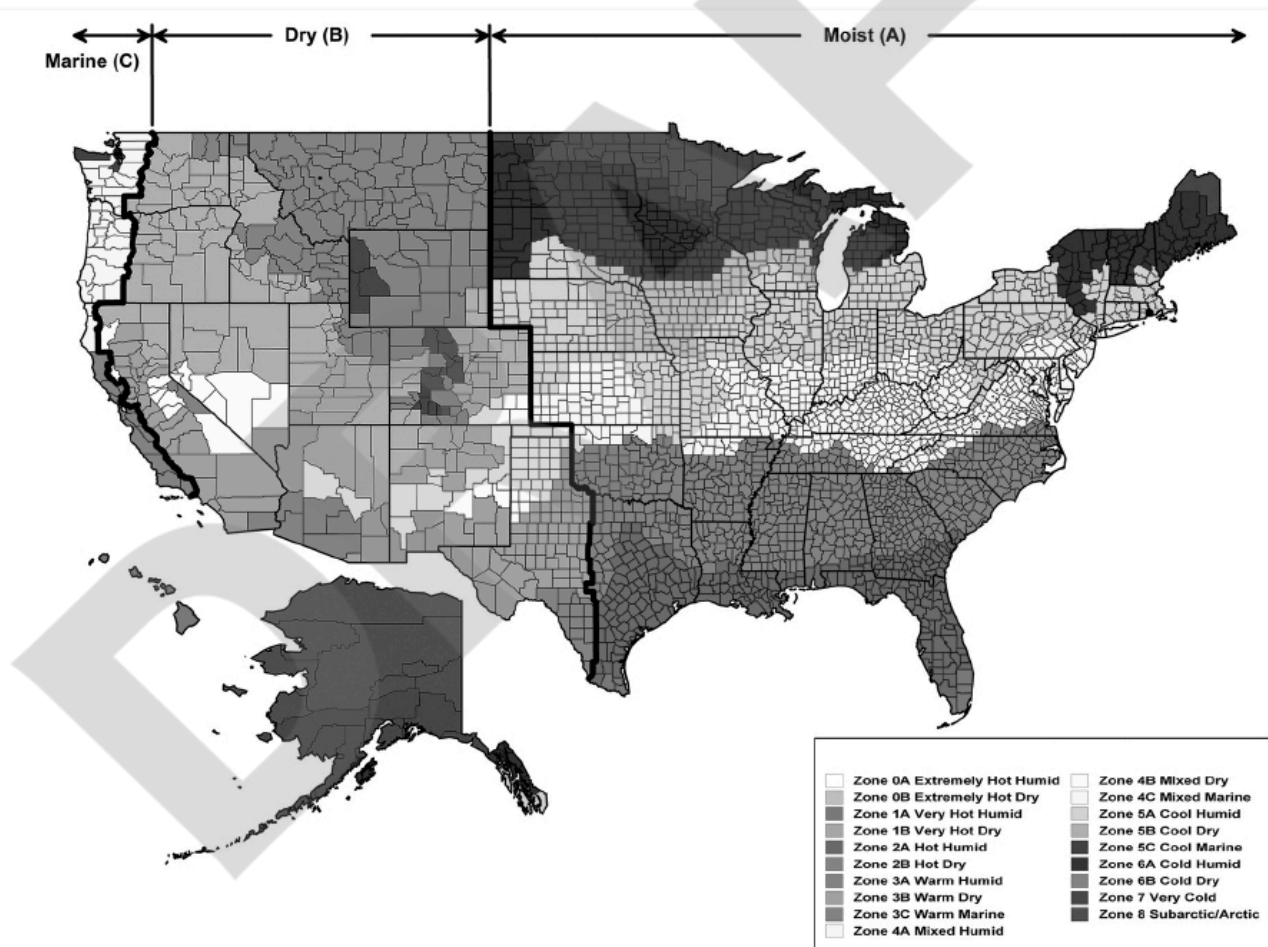 Marine (C)
Dry (B)
Moist (A)
DRAFT
Zone 0A Extremely Hot Humid
Zone 0B Extremely Hot Dry
Zone 1A Very Hot Humid
Zone 1B Very Hot Dry
Zone 2A Hot Humid
Zone 2B Hot Dry
Zone 3A Warm Humid
Zone 3B Warm Dry
Zone 3C Warm Marine
Zone 4A Mixed Humid
Zone 4B Mixed Dry
Zone 4C Mixed Marine
Zone 5A Cool Humid
Zone 5B Cool Dry
Zone 5C Cool Marine
Zone 6A Cold Humid
Zone 6B Cold Dry
Zone 7 Very Cold
Zone 8 Subarctic/Arctic